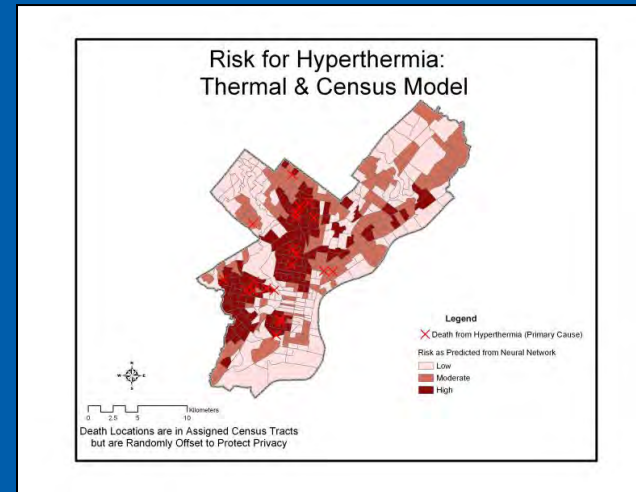 Risk for Hyperthermia:
Thermal & Census Model
Legend
Death from Hyperthermia (Primary Cause)
Risk as Predicted from Neural Network
Low
Moderate
High
N
W E
S
Kilometers
0 2.5 5 10
Death Locations are in Assigned Census Tracts
but are Randomly Offset to Protect Privacy